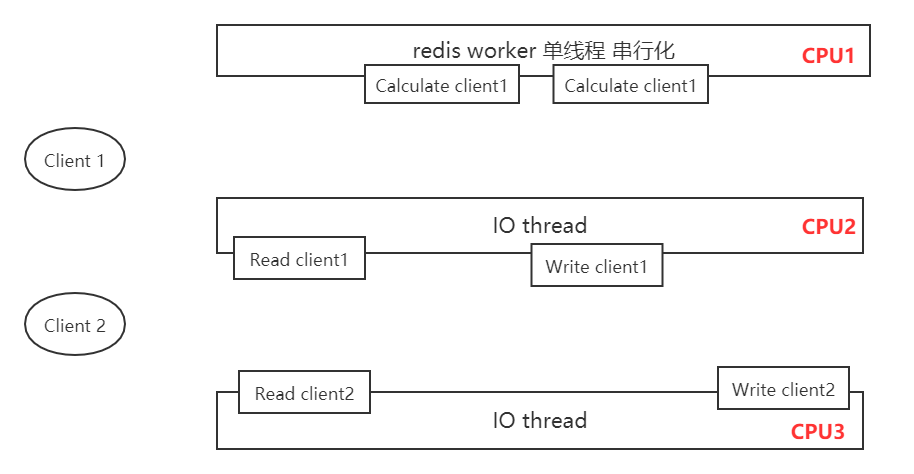 redis worker 单线程 串行化
CPU1
Calculate client1
Calculate client1
Client 1
IO thread
CPU2
Read client1
Write client1
Client 2
Read client2
Write client2
IO thread
CPU3